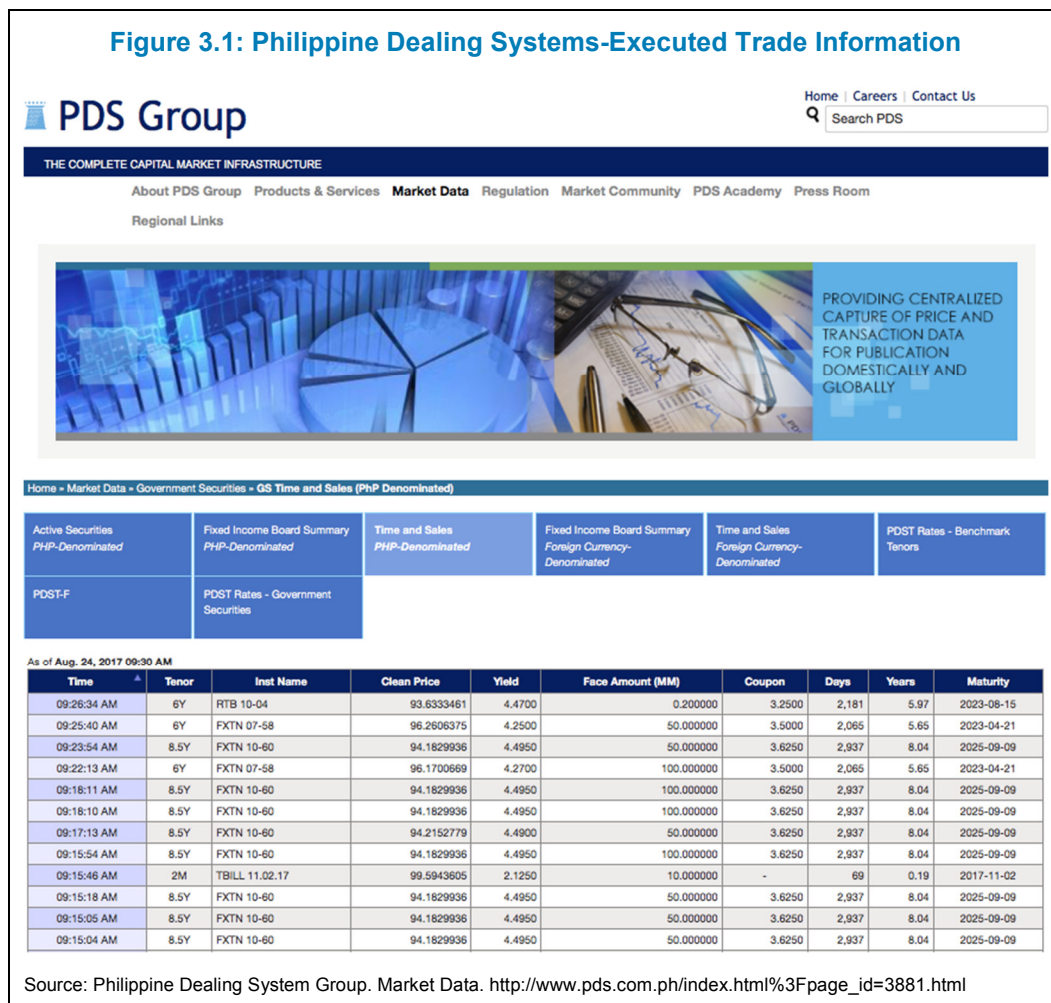 Figure 3.1: Philippine Dealing Systems-Executed Trade Information
PDS Group
Home | Careers | Contact Us
Search PDS
THE COMPLETE CAPITAL MARKET INFRASTRUCTURE
About PDS Group Products & Services Market Data Regulation Market Community PDS Academy Press Room
Regional Links
PROVIDING CENTRALIZED
CAPTURE OF PRICE AND
TRANSACTION DATA
FOR PUBLICATION
DOMESTICALLY AND
GLOBALLY
Home » Market Data » Government Securities » GS Time and Sales (PhP Denominated)
Active Securities
PHP-Denominated
Fixed Income Board Summary
PHP-Denominated
Time and Sales
PHP-Denominated
Fixed Income Board Summary
Foreign Currency-
Denominated
Time and Sales
Foreign Currency-
Denominated
PDST Rates - Benchmark
Tenors
PDST-F
PDST Rates - Government
Securities
As of Aug. 24, 2017 09:30 AM
Time Tenor Inst Name Clean Price Yield Face Amount (MM) Coupon Days Years Maturity
09:26:34 AM 6Y RTB 10-04 93.6333461 4.4700 0.200000 3.2500 2,181 5.97 2023-08-15
09:25:40 AM 6Y FXTN 07-58 96.2606375 4.2500 50.000000 3.5000 2,065 5.65 2023-04-21
09:23:54 AM 8.5Y FXTN 10-60 94.1829936 4.4950 50.000000 3.6250 2,937 8.04 2025-09-09
09:22:13 AM 6Y FXTN 07-58 96.1700669 4.2700 100.000000 3.5000 2,065 5.65 2023-04-21
09:18:11 AM 8.5Y FXTN 10-60 94.1829936 4.4950 100.000000 3.6250 2,937 8.04 2025-09-09
09:18:10 AM 8.5Y FXTN 10-60 94.1829936 4.4950 100.000000 3.6250 2,937 8.04 2025-09-09
09:17:13 AM 8.5Y FXTN 10-60 94.2152779 4.4900 50.000000 3.6250 2,937 8.04 2025-09-09
09:15:54 AM 8.5Y FXTN 10-60 94.1829936 4.4950 100.000000 3.6250 2,937 8.04 2025-09-09
09:15:46 AM 2M TBILL 11.02.17 99.5943605 2.1250 10.000000 - 69 0.19 2017-11-02
09:15:18 AM 8.5Y FXTN 10-60 94.1829936 4.4950 50.000000 3.6250 2,937 8.04 2025-09-09
09:15:05 AM 8.5Y FXTN 10-60 94.1829936 4.4950 50.000000 3.6250 2,937 8.04 2025-09-09
09:15:04 AM 8.5Y FXTN 10-60 94.1829936 4.4950 50.000000 3.6250 2,937 8.04 2025-09-09
Source: Philippine Dealing System Group. Market Data. http://www.pds.com.ph/index.html%3Fpage_id=3881.html